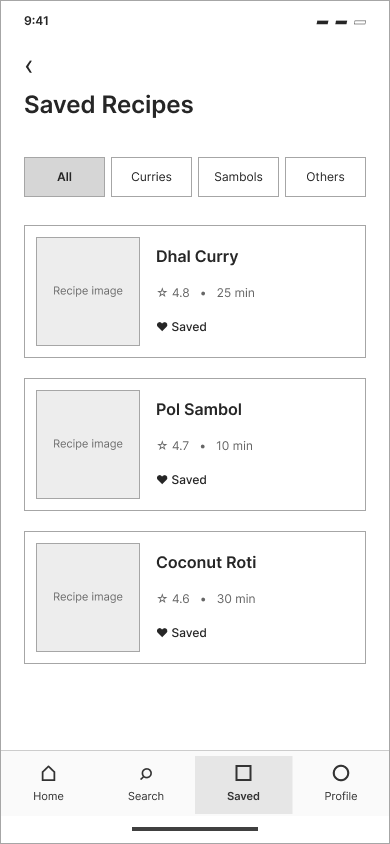 9:41
Saved Recipes
All Curries Sambols Others
Recipe image
Dhal Curry
☆ 4.8 • 25 min
♥ Saved
Recipe image
Pol Sambol
☆ 4.7 • 10 min
♥ Saved
Recipe image
Coconut Roti
☆ 4.6 • 30 min
♥ Saved
Home Search Saved Profile